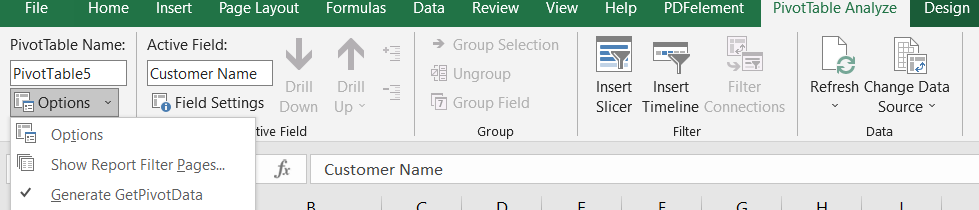 File Home Insert Page Layout Formulas Data Review View Help PDFelement PivotTable Analyze Design
PivotTable Name:
PivotTable5
Options
Active Field:
Customer Name
Field Settings
Drill Down
Drill Up
Group Selection
Ungroup
7 Group Field
Insert Slicer
Insert Timeline
Filter Connections
Refresh
Change Data Source
tive Field
Group
Filter
Data
Options
Show Report Filter Pages...
Generate GetPivotData
fx
Customer Name
B C D E F G H I